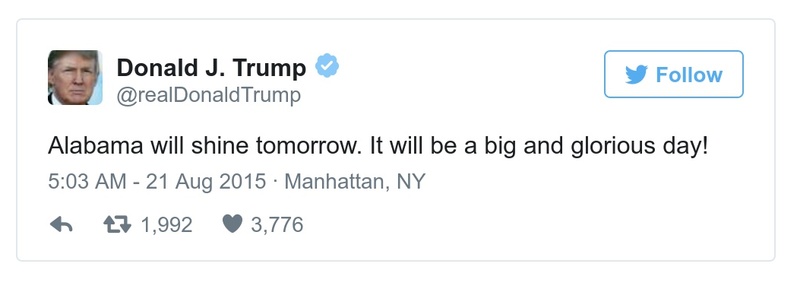 Donald J. Trump
@realDonaldTrump
Follow
Alabama will shine tomorrow. It will be a big and glorious day!
5:03 AM - 21 Aug 2015 · Manhattan, NY
1,992 3,776